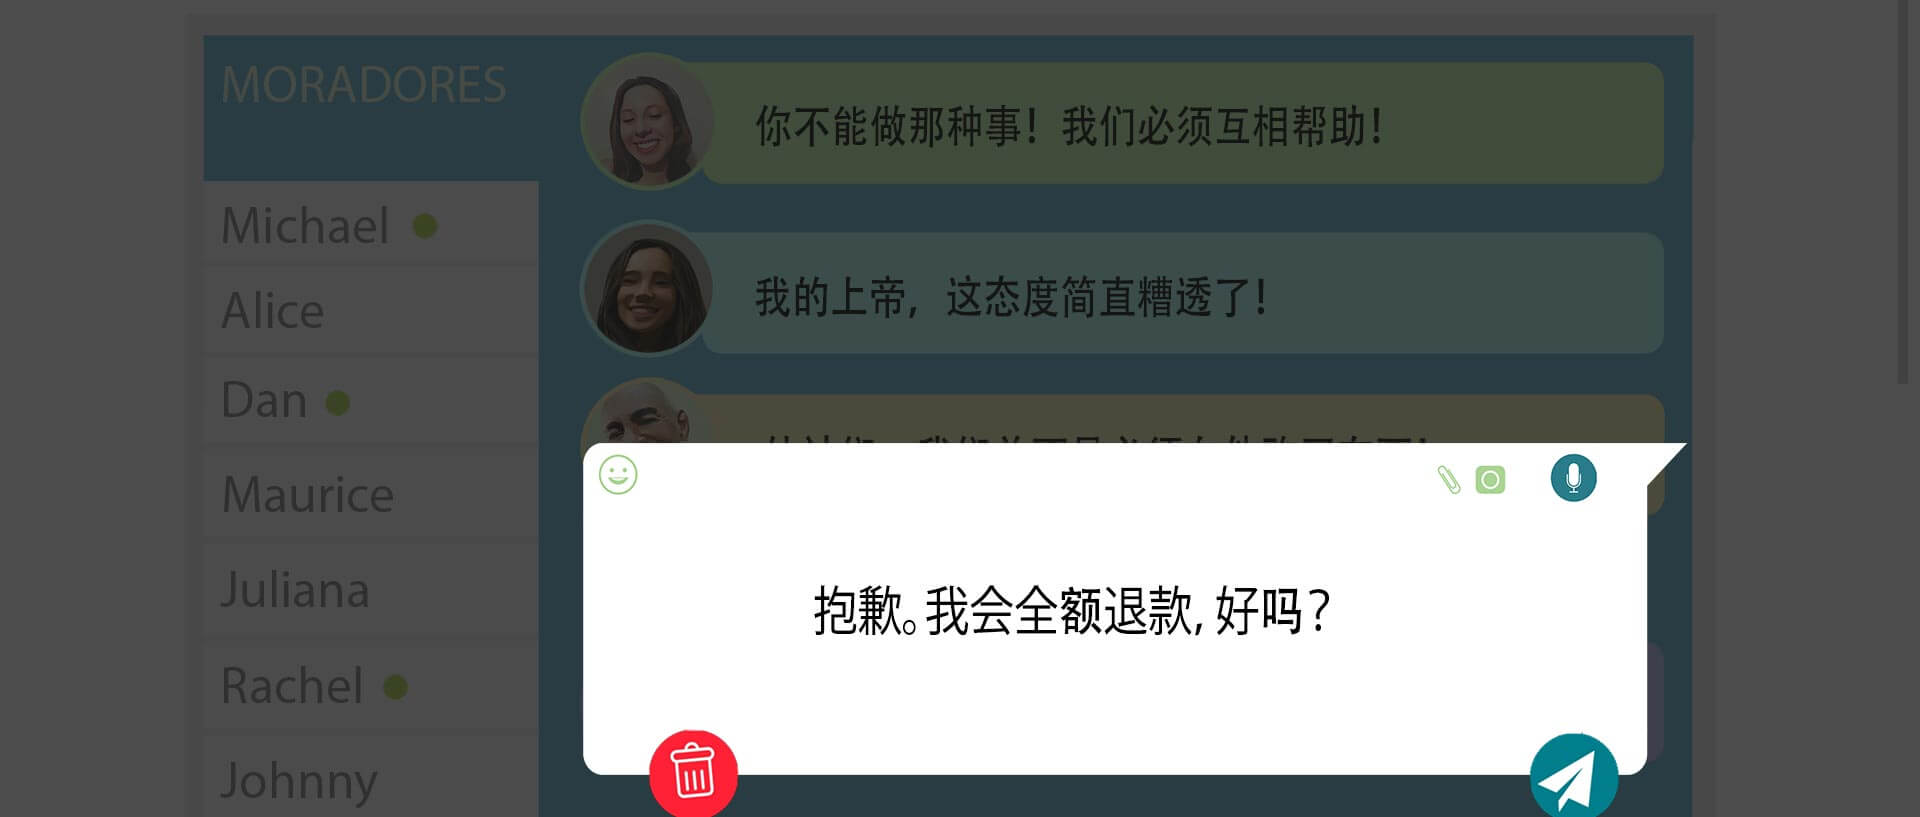 MORADORES
Michael
Alice
Dan
Maurice
Juliana
Rachel
Johnny
你不能做那种事！我们必须互相帮助！
我的上帝，这态度简直糟透了！
抱歉。我会全额退款, 好吗?